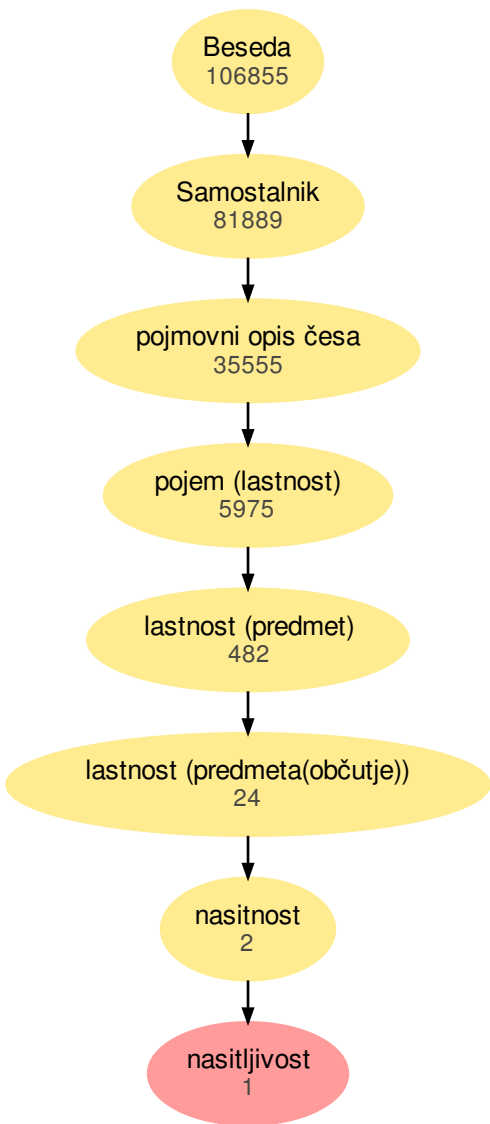 Beseda
106855
Samostalnik
81889
pojmovni opis česa
35555
pojem (lastnost)
5975
lastnost (predmet)
482
lastnost (predmeta(občutje))
24
nasitnost
2
nasitljivost
1